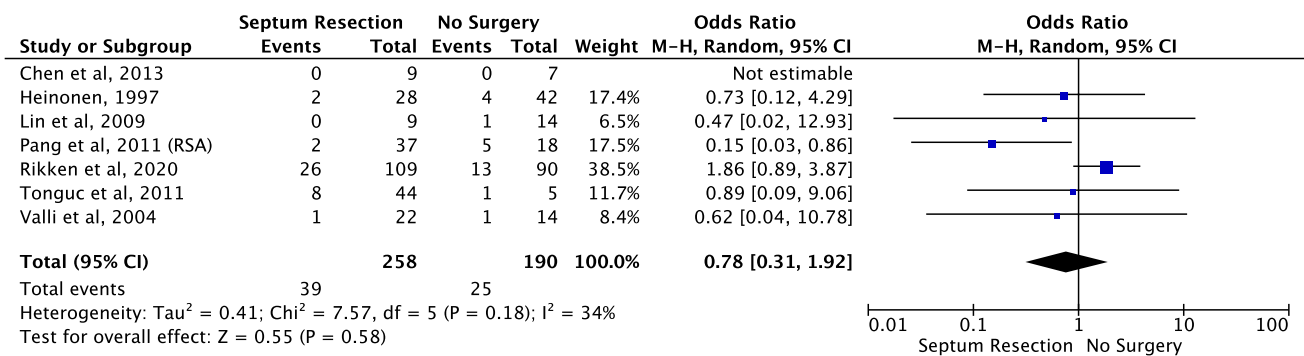 Septum Resection No Surgery Odds Ratio Odds Ratio
Study or Subgroup Events Total Events Total Weight M-H, Random, 95% CI M-H, Random, 95% CI
Chen et al, 2013 0 9 0 7 Not estimable
Heinonen, 1997 2 28 4 42 17.4% 0.73 [0.12, 4.29]
Lin et al, 2009 0 9 1 14 6.5% 0.47 [0.02, 12.93]
Pang et al, 2011 (RSA) 2 37 5 18 17.5% 0.15 [0.03, 0.86]
Rikken et al, 2020 26 109 13 90 38.5% 1.86 [0.89, 3.87]
Tonguc et al, 2011 8 44 1 5 11.7% 0.89 [0.09, 9.06]
Valli et al, 2004 1 22 1 14 8.4% 0.62 [0.04, 10.78]
Total (95% CI) 258 190 100.0% 0.78 [0.31, 1.92]
Total events 39 25
Heterogeneity: Tau² = 0.41; Chi² = 7.57, df = 5 (P = 0.18); I² = 34%
Test for overall effect: Z = 0.55 (P = 0.58)
0.01 0.1 1 10 100
Septum Resection No Surgery